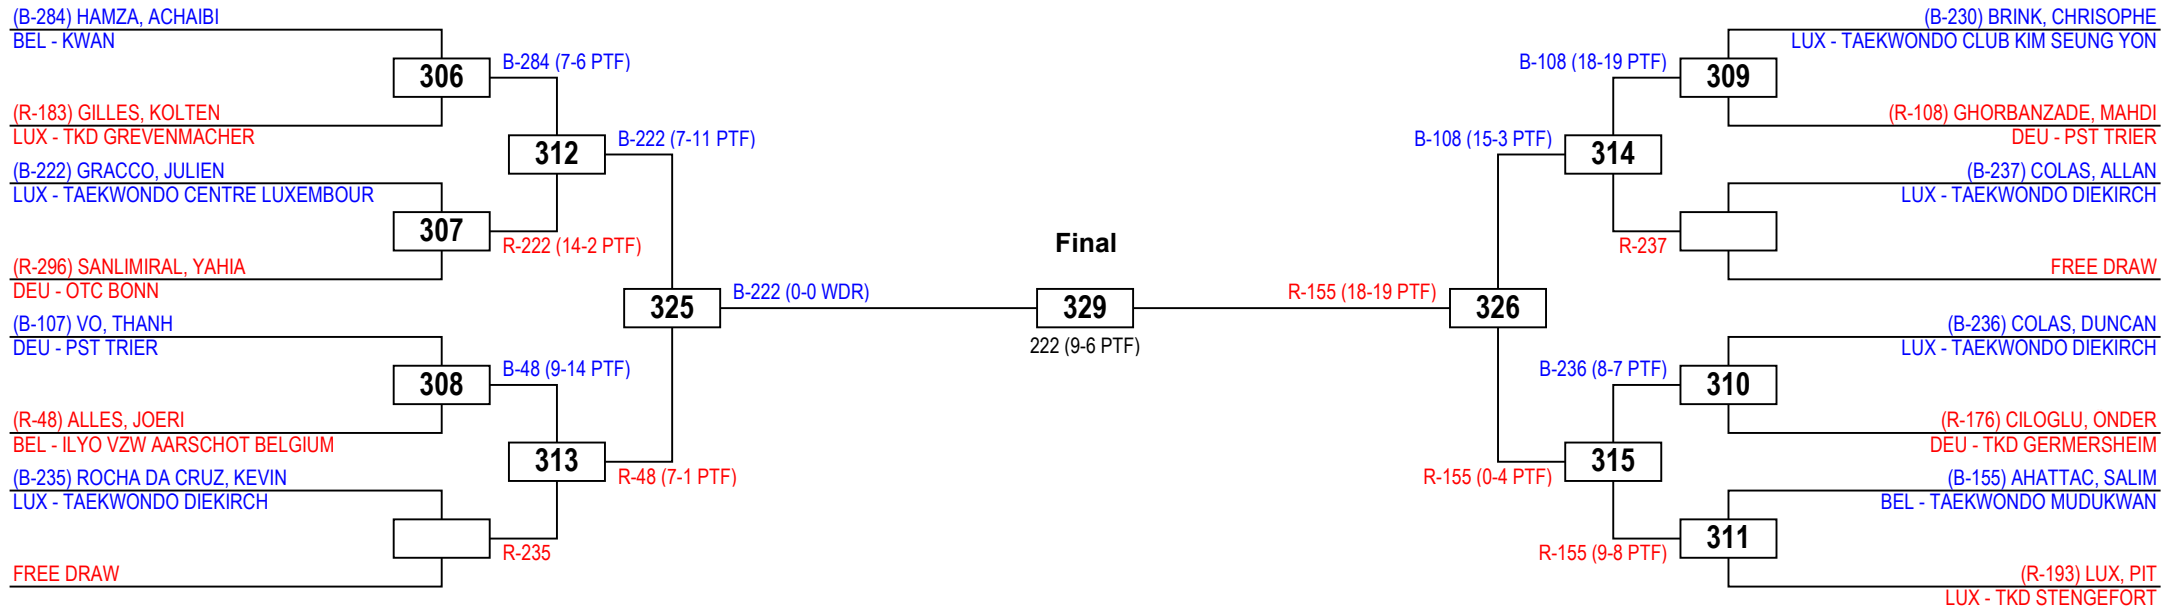 (B-284) HAMZA, ACHAIBI
BEL - KWAN
306
B-284 (7-6 PTF)
(R-183) GILLES, KOLTEN
LUX - TKD GREVENMACHER
312
B-222 (7-11 PTF)
(B-222) GRACCO, JULIEN
LUX - TAEKWONDO CENTRE LUXEMBOUR
307
R-222 (14-2 PTF)
(R-296) SANLIMIRAL, YAHIA
DEU - OTC BONN
325
B-222 (0-0 WDR)
(B-107) VO, THANH
DEU - PST TRIER
308
B-48 (9-14 PTF)
(R-48) ALLES, JOERI
BEL - ILYO VZW AARSCHOT BELGIUM
313
R-48 (7-1 PTF)
(B-235) ROCHA DA CRUZ, KEVIN
LUX - TAEKWONDO DIEKIRCH
R-235
FREE DRAW
Final
329
222 (9-6 PTF)
(B-230) BRINK, CHRISOPHE
LUX - TAEKWONDO CLUB KIM SEUNG YON
B-108 (18-19 PTF)
309
(R-108) GHORBANZADE, MAHDI
DEU - PST TRIER
B-108 (15-3 PTF)
314
(B-237) COLAS, ALLAN
LUX - TAEKWONDO DIEKIRCH
R-237
FREE DRAW
R-155 (18-19 PTF)
326
(B-236) COLAS, DUNCAN
LUX - TAEKWONDO DIEKIRCH
B-236 (8-7 PTF)
310
(R-176) CILOGLU, ONDER
DEU - TKD GERMERSHEIM
R-155 (0-4 PTF)
315
(B-155) AHATTAC, SALIM
BEL - TAEKWONDO MUDUKWAN
R-155 (9-8 PTF)
311
(R-193) LUX, PIT
LUX - TKD STENGEFORT